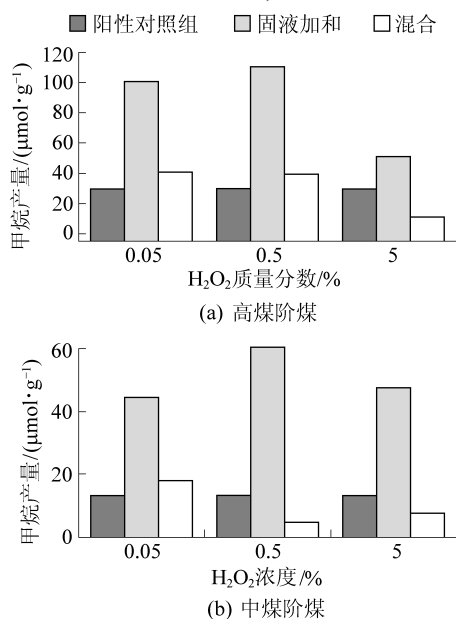 阳性对照组 固液加和 混合
甲烷产量/(μmol·g⁻¹)
120
100
80
60
40
20
0
0.05 0.5 5
H₂O₂质量分数/%
(a) 高煤阶煤
甲烷产量/(μmol·g⁻¹)
60
40
20
0
0.05 0.5 5
H₂O₂浓度/%
(b) 中煤阶煤